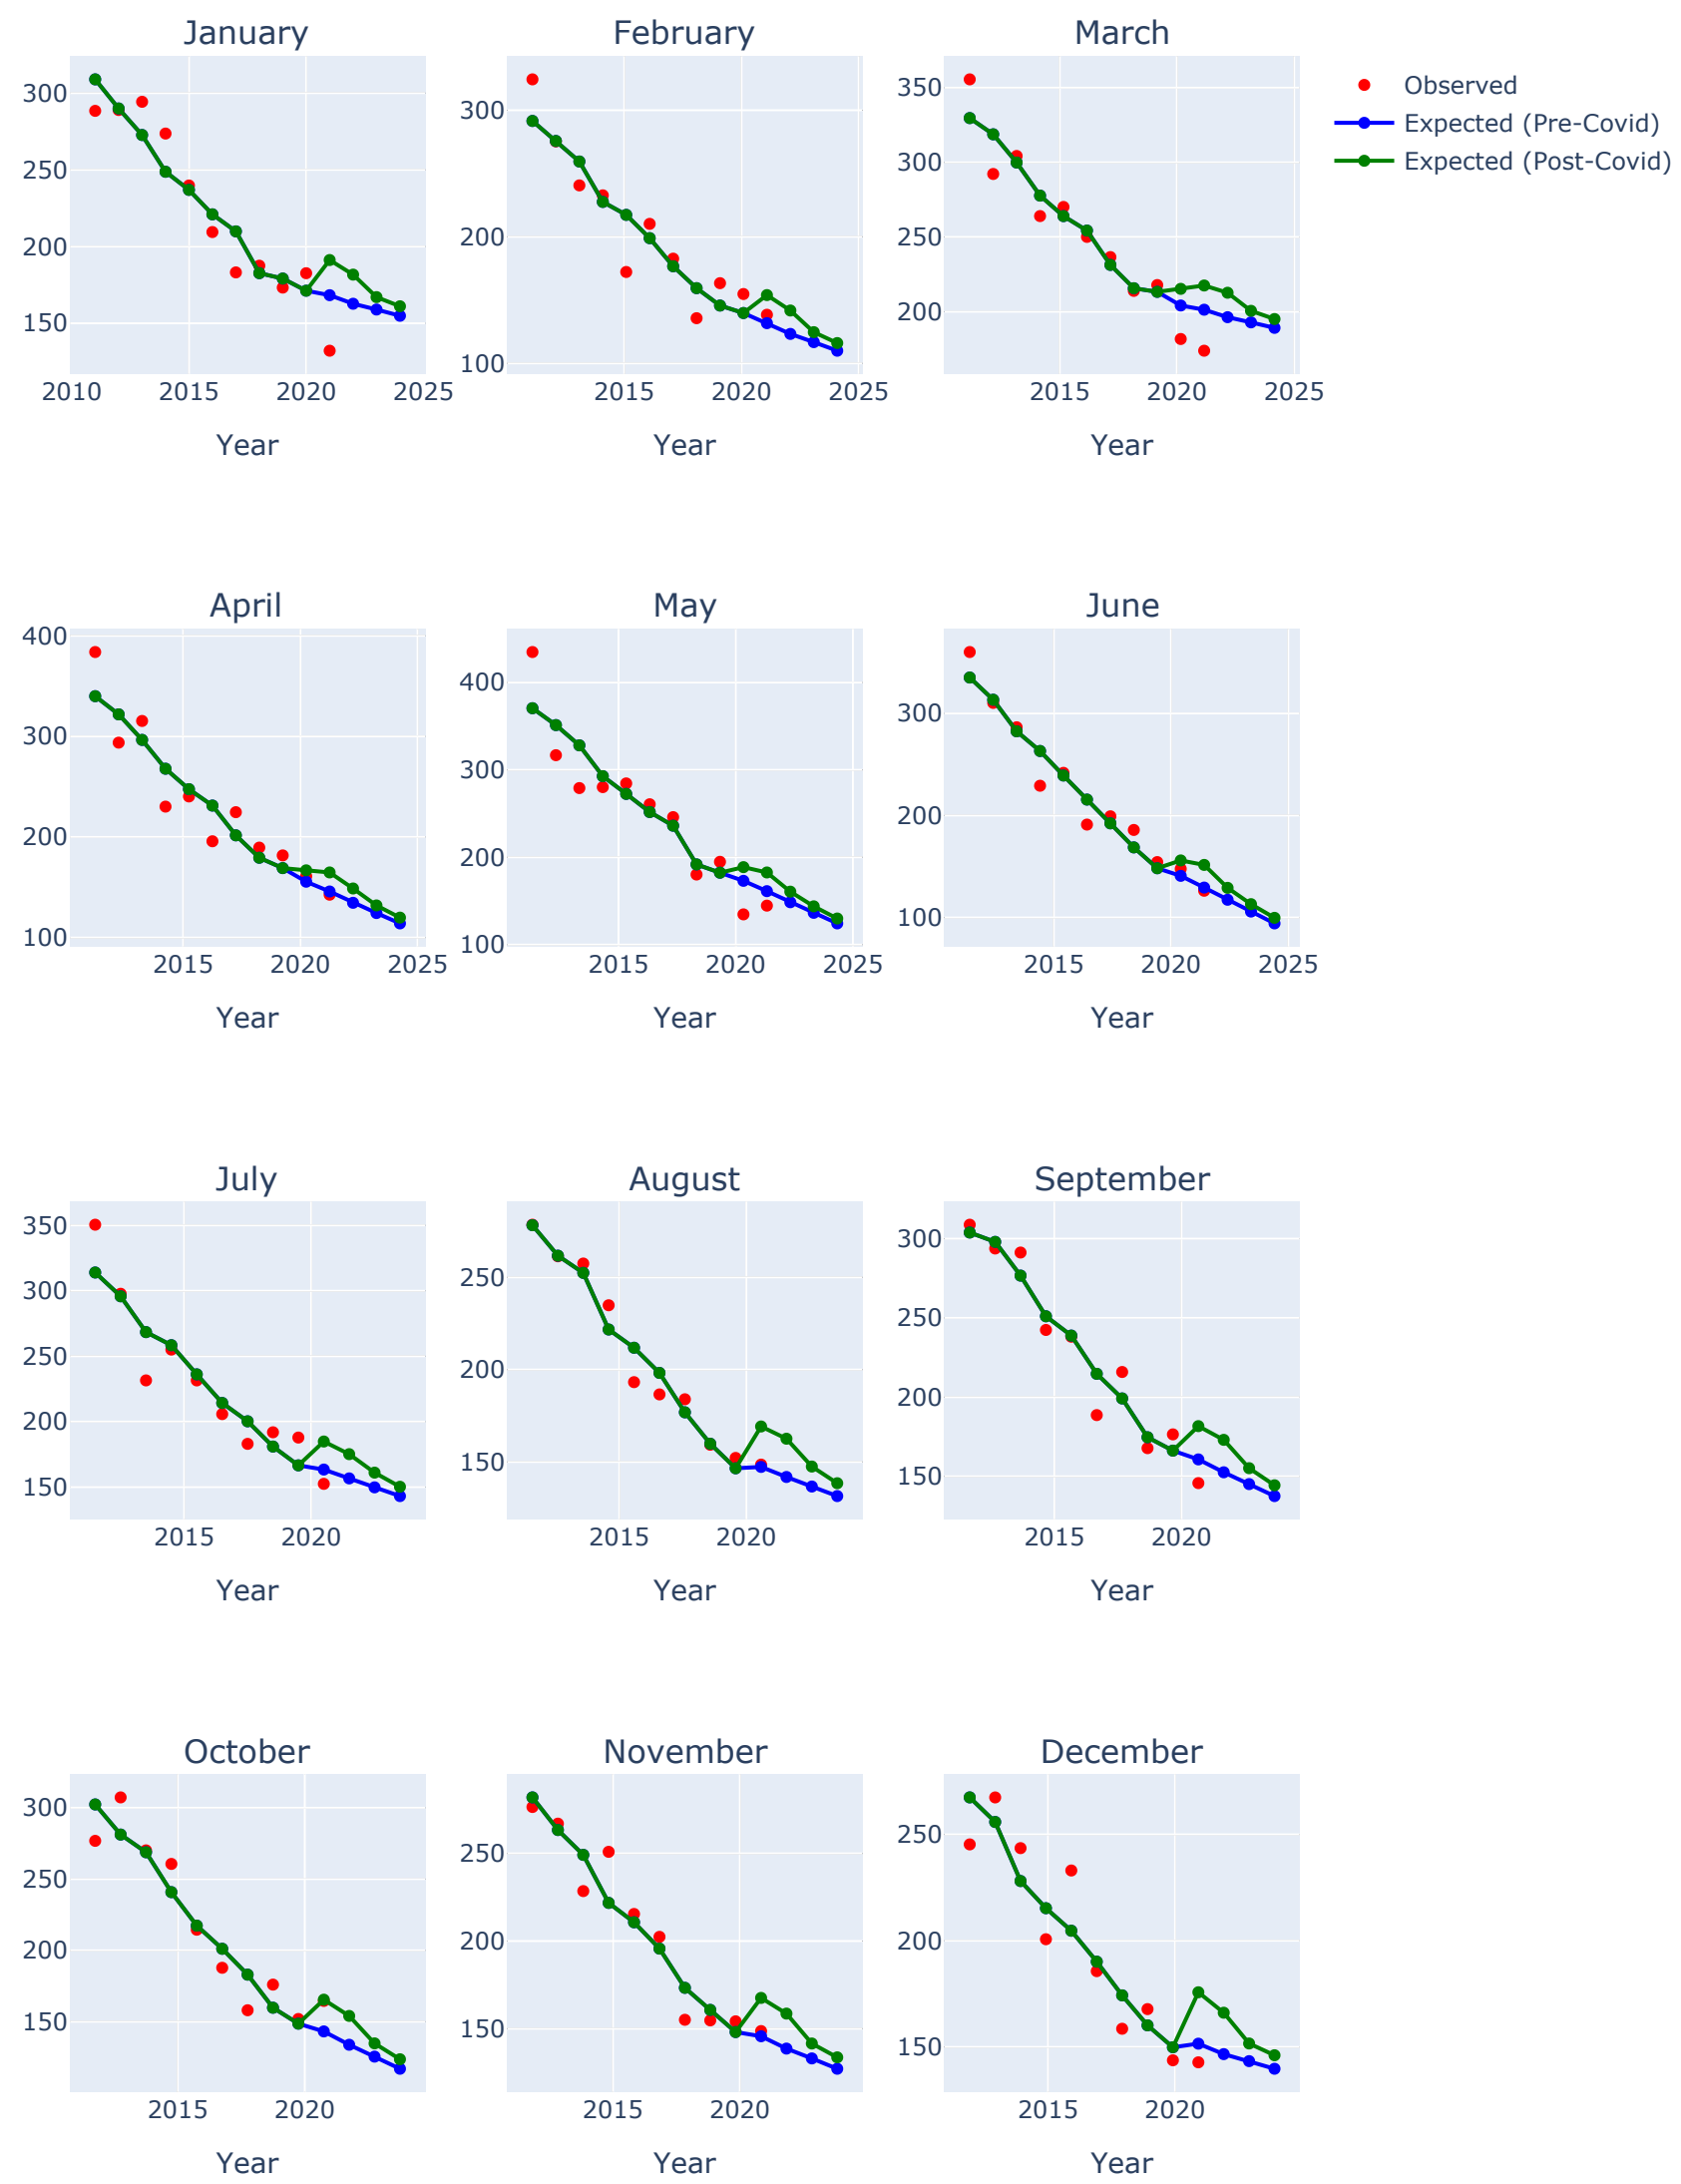 January
February
March
Observed
Expected (Pre-Covid)
Expected (Post-Covid)
300
250
200
150
2010 2015 2020 2025
Year
300
200
100
2015 2020 2025
Year
350
300
250
200
2015 2020 2025
Year
April
May
June
400
300
200
100
2015 2020 2025
Year
400
300
200
100
2015 2020 2025
Year
300
200
100
2015 2020 2025
Year
July
August
September
350
300
250
200
150
2015 2020
Year
250
200
150
2015 2020
Year
300
250
200
150
2015 2020
Year
October
November
December
300
250
200
150
2015 2020
Year
250
200
150
2015 2020
Year
250
200
150
2015 2020
Year